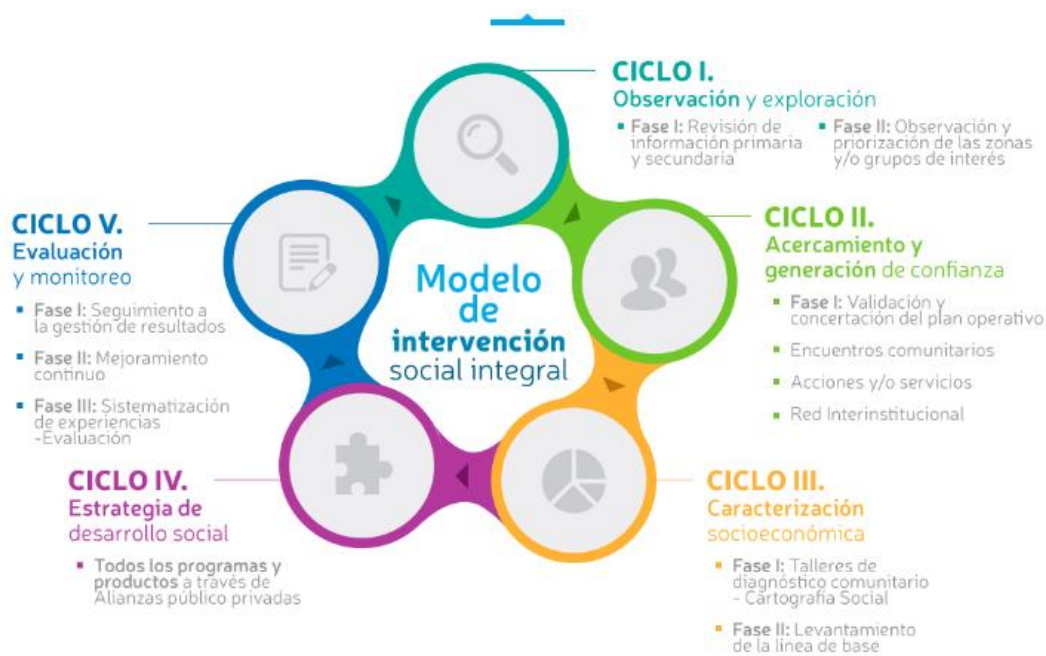 Modelo
de
intervención
social integral
CICLO I.
Observación y exploración
▪ Fase I: Revisión de
información primaria
y secundaria
▪ Fase II: Observación y
priorización de las zonas
y/o grupos de interés
CICLO II.
Acercamiento y
generación de confianza
▪ Fase I: Validación y
concertación del plan operativo
▪ Encuentros comunitarios
▪ Acciones y/o servicios
▪ Red Interinstitucional
CICLO III.
Caracterización
socioeconómica
▪ Fase I: Talleres de
diagnóstico comunitario
- Cartografía Social
▪ Fase II: Levantamiento
de la línea de base
CICLO IV.
Estrategia de
desarrollo social
▪ Todos los programas y
productos a través de
Alianzas público privadas
CICLO V.
Evaluación
y monitoreo
▪ Fase I: Seguimiento a
la gestión de resultados
▪ Fase II: Mejoramiento
continuo
▪ Fase III: Sistematización
de experiencias
-Evaluación